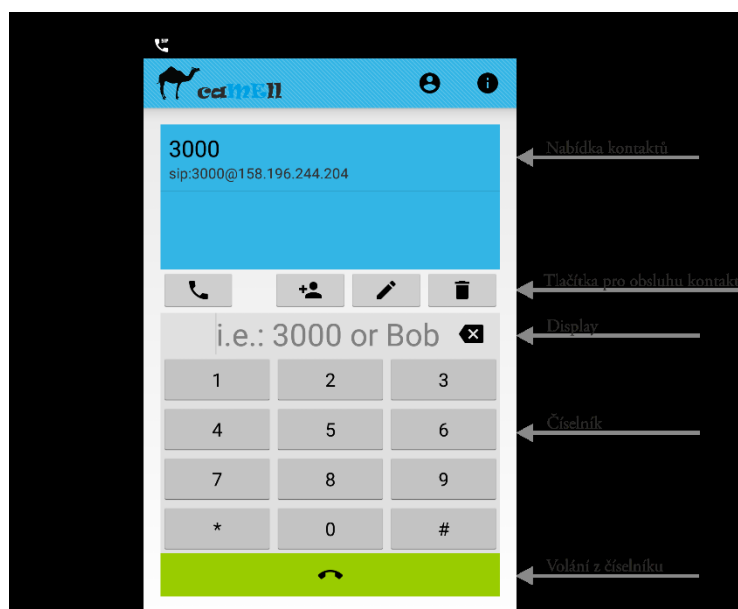 caMEll
3000
sip:3000@158.196.244.204
Nabídka kontaktů
Tlačítka pro obsluhu kontakt
i.e.: 3000 or Bob
Display
1 2 3
4 5 6
Číselník
7 8 9
* 0 #
Volání z číselníku